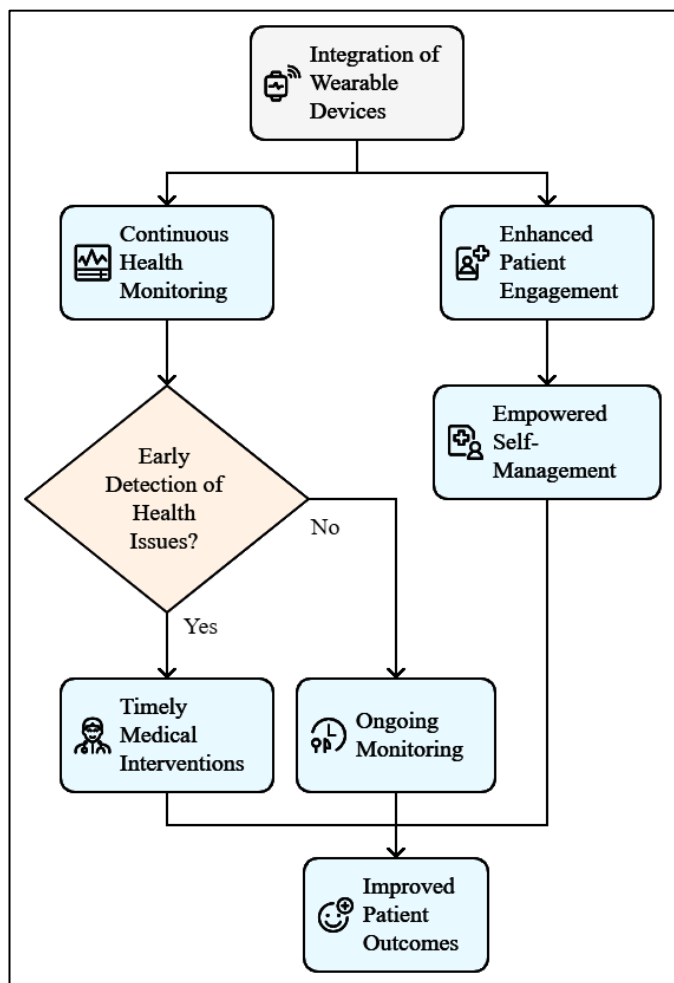 Integration of
Wearable
Devices
Continuous
Health
Monitoring
Enhanced
Patient
Engagement
Early
Detection of
Health
Issues?
Empowered
Self-
Management
No
Yes
Timely
Medical
Interventions
Ongoing
Monitoring
Improved
Patient
Outcomes